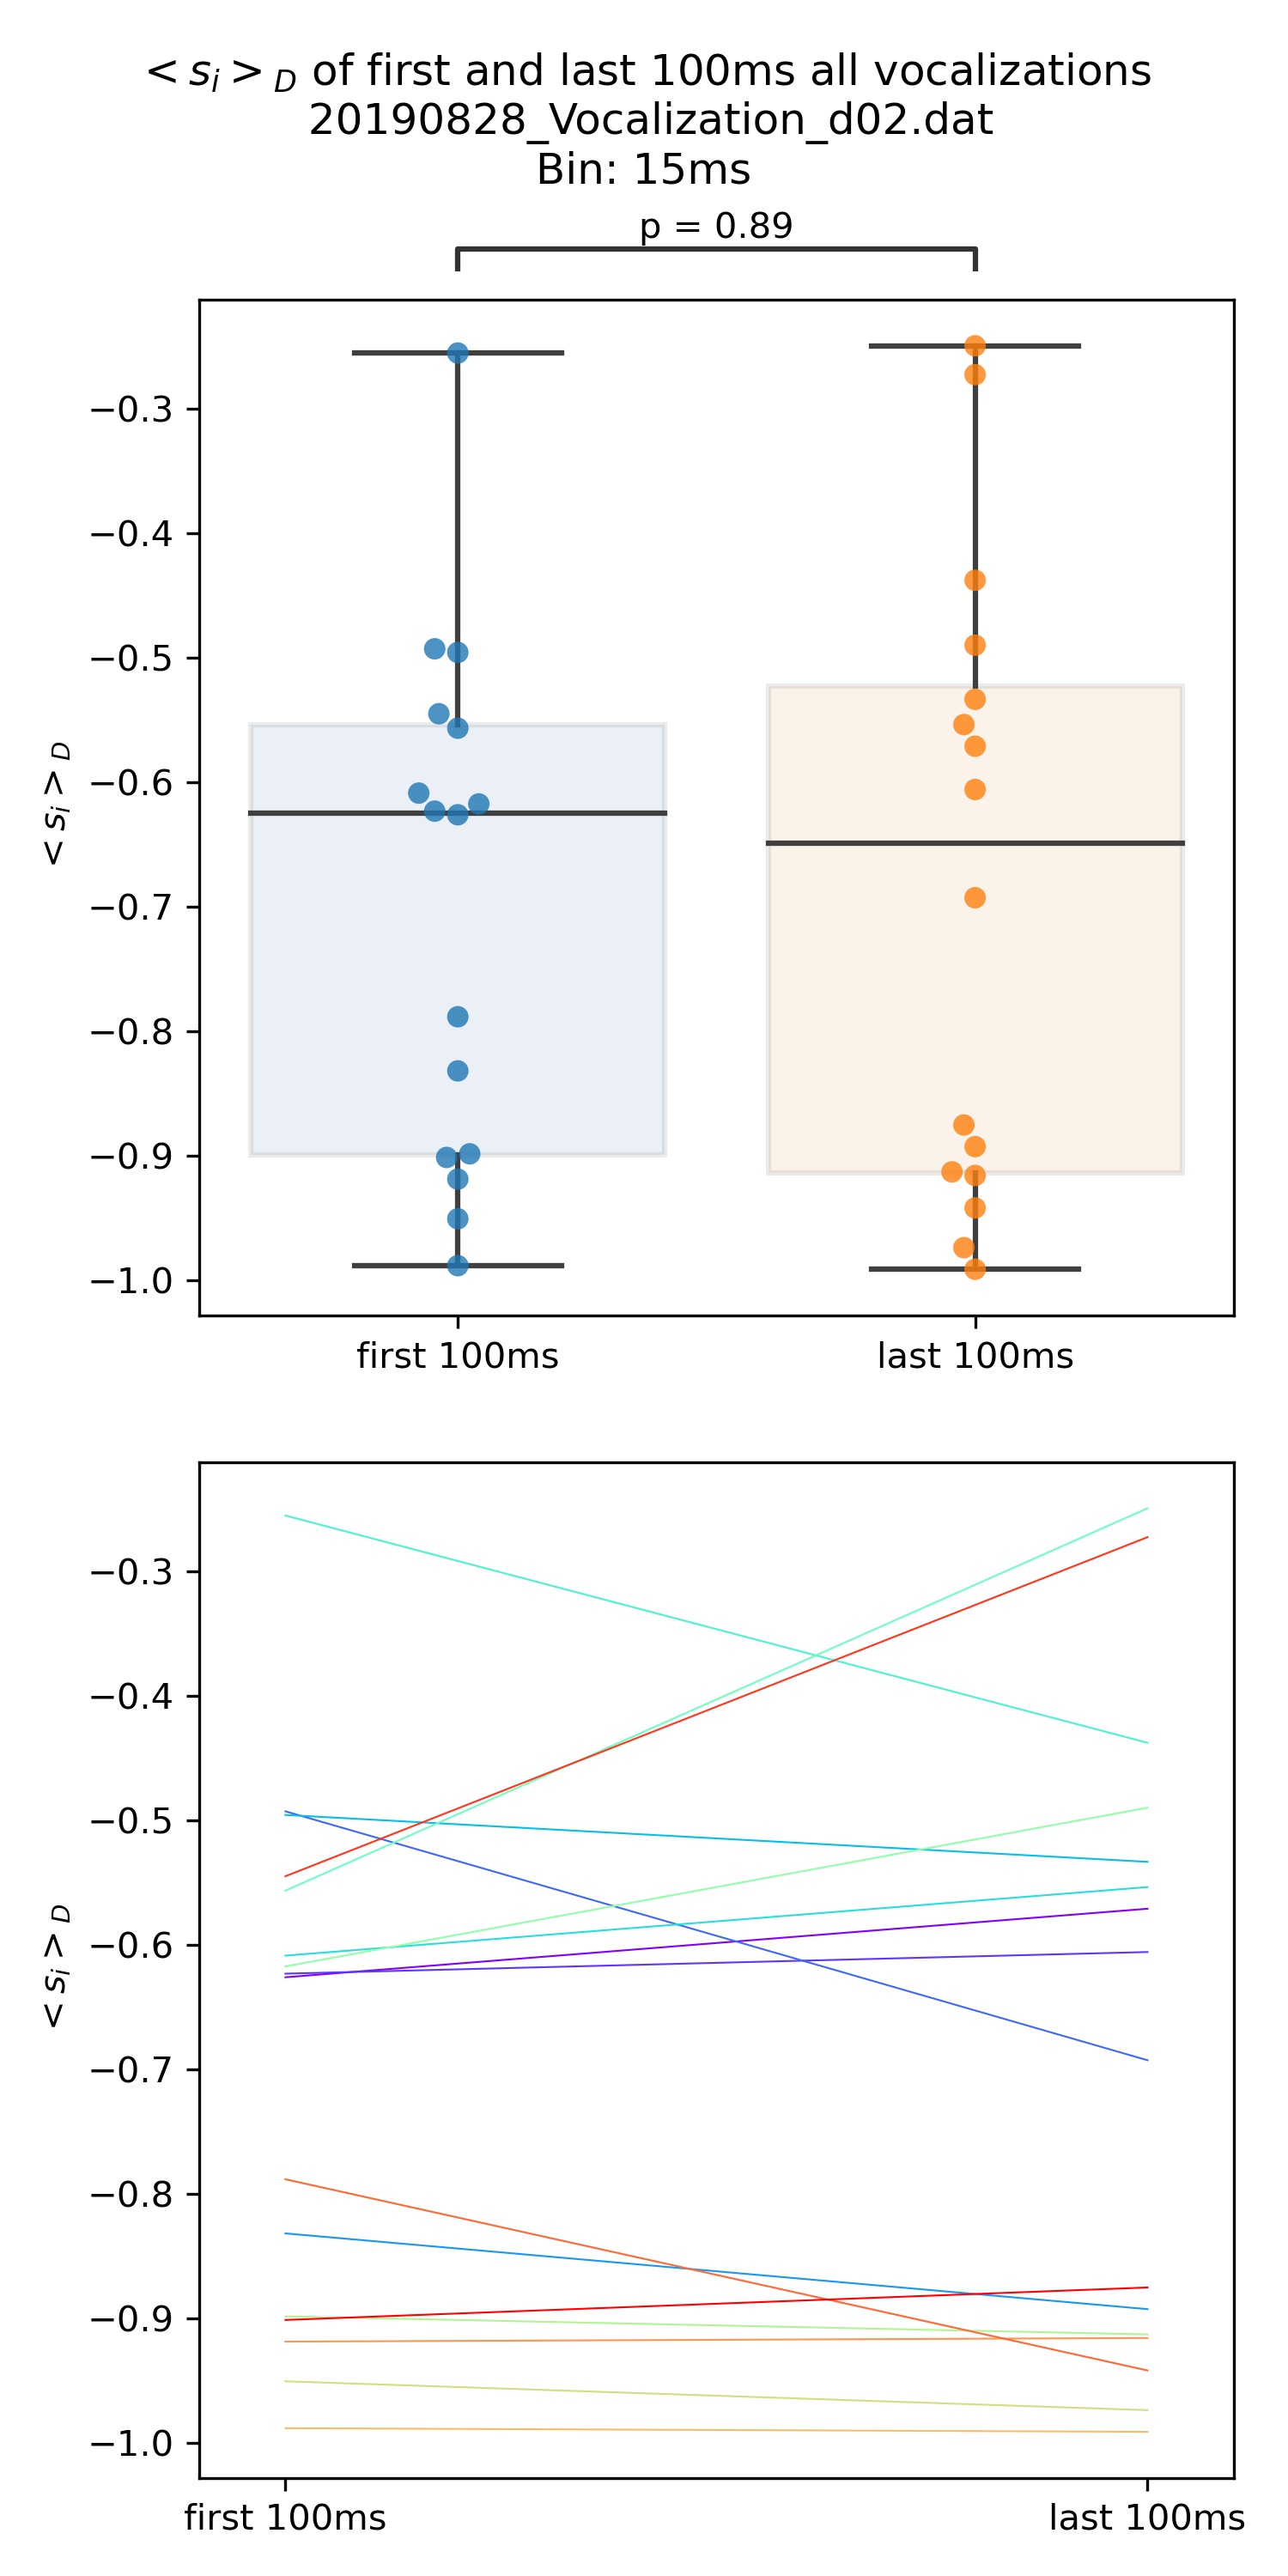 < s_i >_D of first and last 100ms all vocalizations
20190828_Vocalization_d02.dat
Bin: 15ms
p = 0.89
−0.3
−0.4
−0.5
−0.6
−0.7
−0.8
−0.9
−1.0
< s_i >_D
first 100ms last 100ms
−0.3
−0.4
−0.5
−0.6
−0.7
−0.8
−0.9
−1.0
< s_i >_D
first 100ms last 100ms